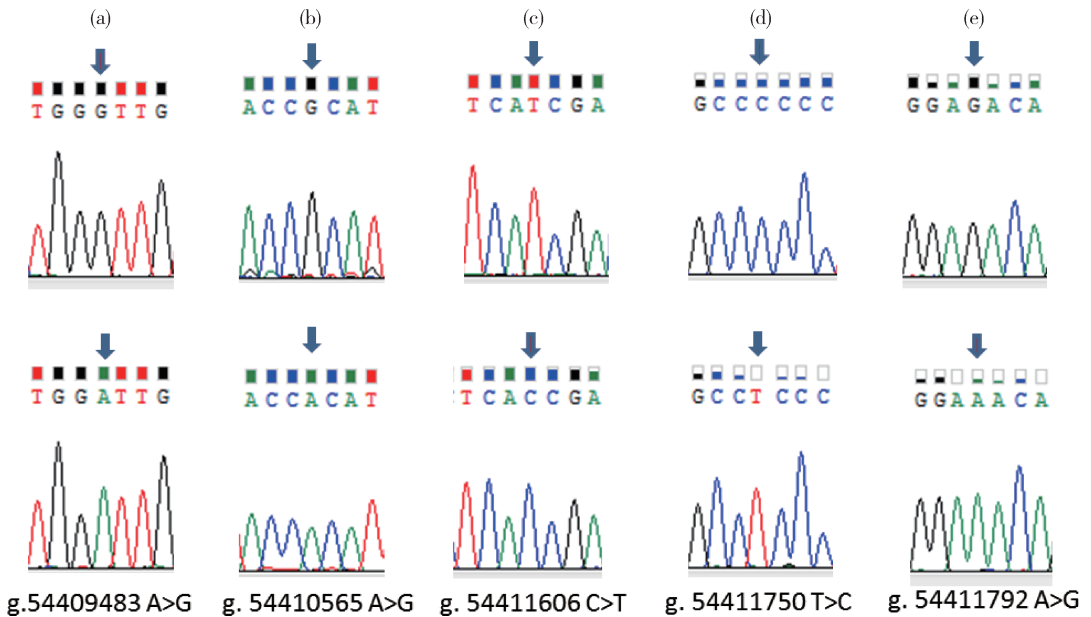 (a) (b) (c) (d) (e)
TGGGTTG ACCGCAT TCATCGA GCCCCCC GGAGACA
TGGATTG ACCACAT TCACCGA GCCTCCC GGAAACA
g.54409483 A>G g. 54410565 A>G g. 54411606 C>T g. 54411750 T>C g. 54411792 A>G